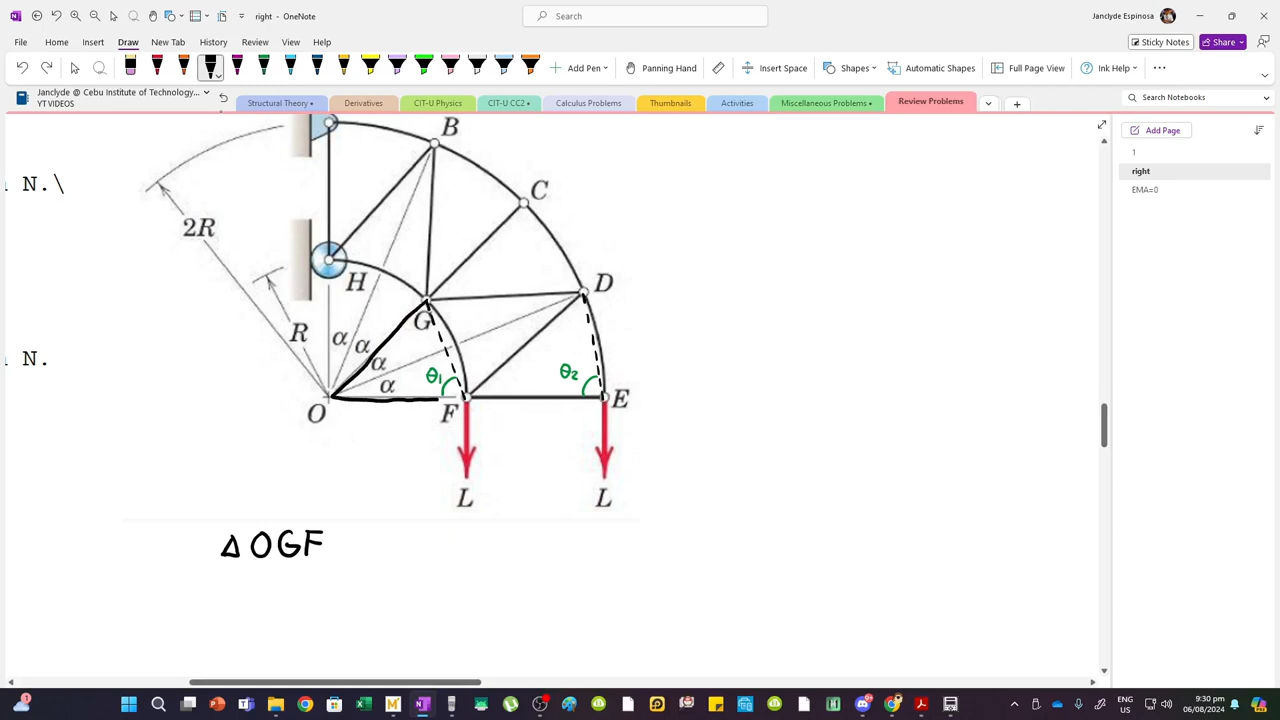 right - OneNote
Search
Janclyde Espinosa
File Home Insert Draw New Tab History Review View Help
Sticky Notes
Share
Add Pen
Panning Hand
Insert Space
Shapes
Automatic Shapes
Full Page View
Ink Help
Janclyde @ Cebu Institute of Technology...
YT VIDEOS
Structural Theory
Derivatives
CIT-U Physics
CIT-U CC2
Calculus Problems
Thumbnails
Activities
Miscellaneous Problems
Review Problems
Search Notebooks
Add Page
1
right
EMA=0
N.\
N.
B
C
2R
H
D
G
R
α
α
α
α
θ1
θ2
O
F
E
L
L
Δ OGF
1
ENG
US
9:30 pm
06/08/2024